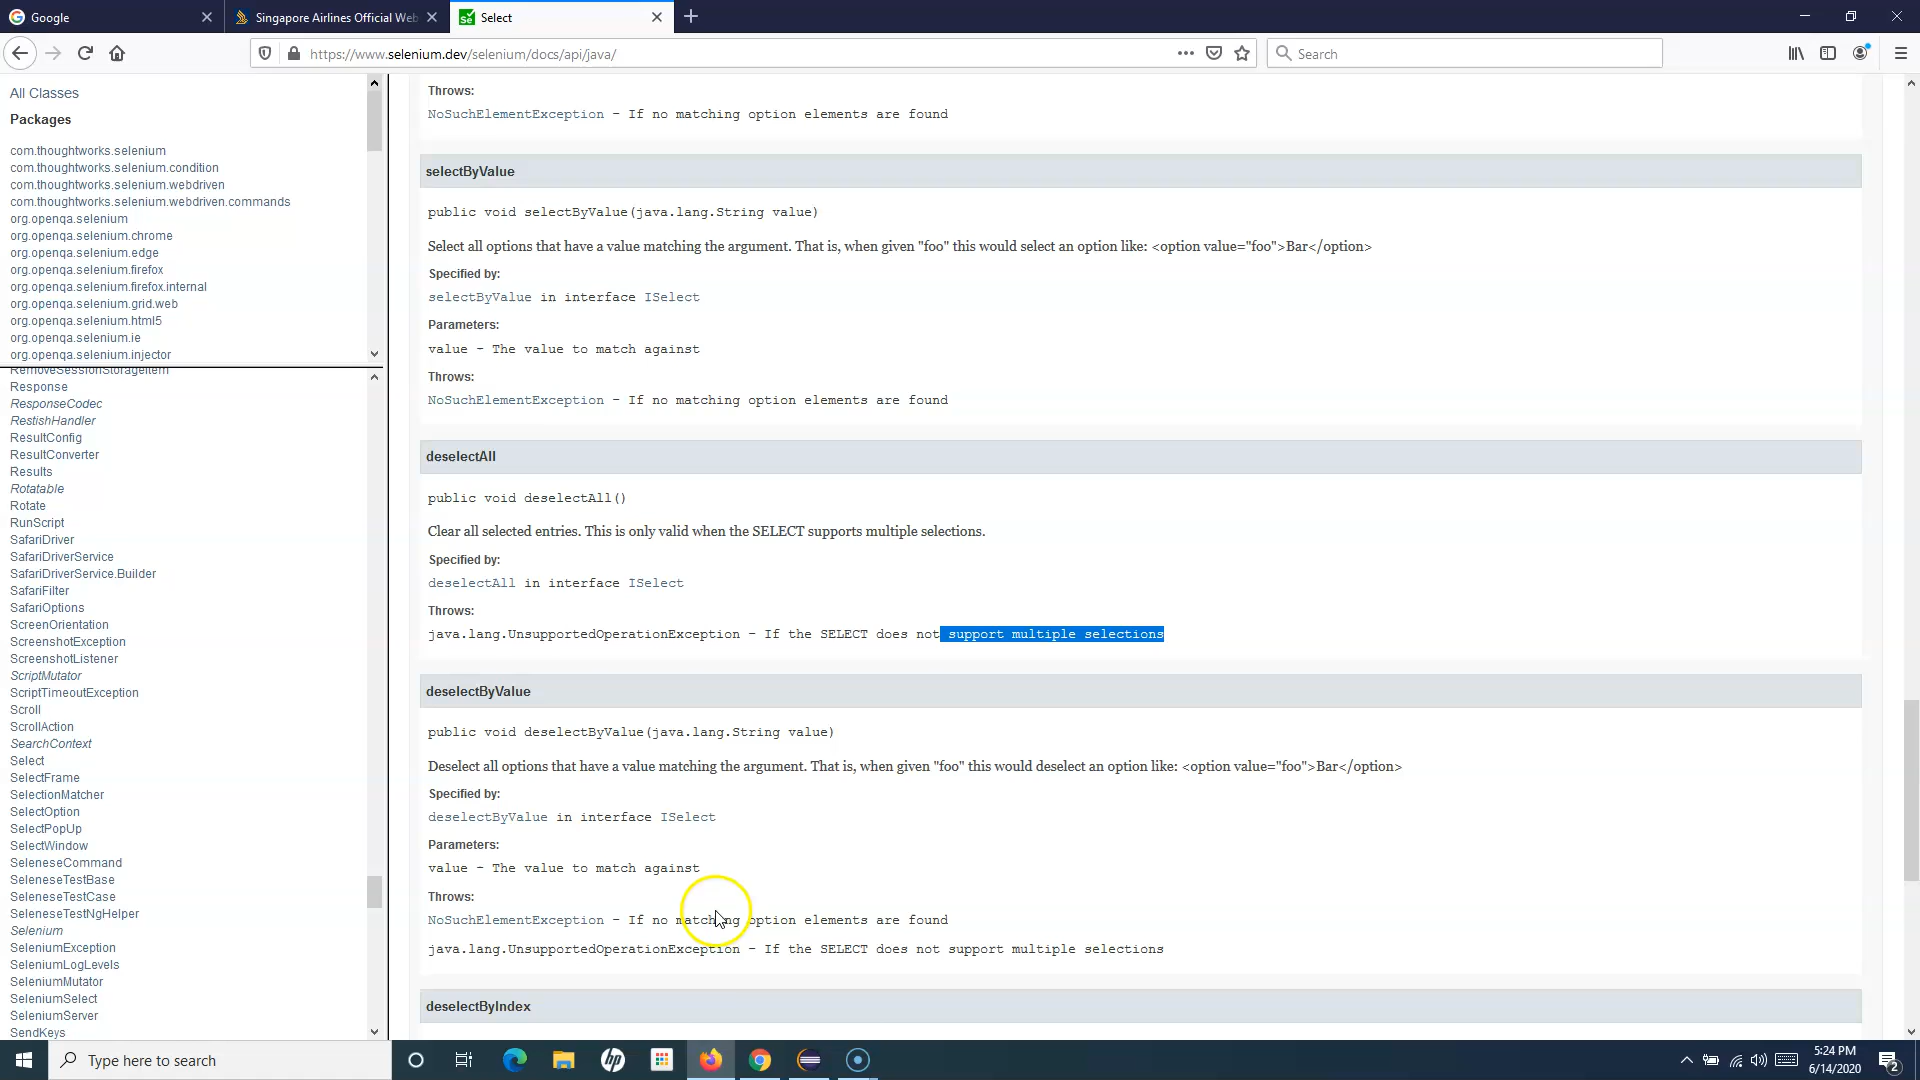 Google
Singapore Airlines Official Web
Select
https://www.selenium.dev/selenium/docs/api/java/
Search
All Classes
Packages
com.thoughtworks.selenium
com.thoughtworks.selenium.condition
com.thoughtworks.selenium.webdriven
com.thoughtworks.selenium.webdriven.commands
org.openqa.selenium
org.openqa.selenium.chrome
org.openqa.selenium.edge
org.openqa.selenium.firefox
org.openqa.selenium.firefox.internal
org.openqa.selenium.grid.web
org.openqa.selenium.html5
org.openqa.selenium.ie
org.openqa.selenium.injector
RemoveSessionStorageItem
Response
ResponseCodec
RestishHandler
ResultConfig
ResultConverter
Results
Rotatable
Rotate
RunScript
SafariDriver
SafariDriverService
SafariDriverService.Builder
SafariFilter
SafariOptions
ScreenOrientation
ScreenshotException
ScreenshotListener
ScriptMutator
ScriptTimeoutException
Scroll
ScrollAction
SearchContext
Select
SelectFrame
SelectionMatcher
SelectOption
SelectPopUp
SelectWindow
SeleneseCommand
SeleneseTestBase
SeleneseTestCase
SeleneseTestNgHelper
Selenium
SeleniumException
SeleniumLogLevels
SeleniumMutator
SeleniumSelect
SeleniumServer
SendKeys
Throws:
NoSuchElementException - If no matching option elements are found
selectByValue
public void selectByValue(java.lang.String value)
Select all options that have a value matching the argument. That is, when given "foo" this would select an option like: <option value="foo">Bar</option>
Specified by:
selectByValue in interface ISelect
Parameters:
value - The value to match against
Throws:
NoSuchElementException - If no matching option elements are found
deselectAll
public void deselectAll()
Clear all selected entries. This is only valid when the SELECT supports multiple selections.
Specified by:
deselectAll in interface ISelect
Throws:
java.lang.UnsupportedOperationException - If the SELECT does not support multiple selections
deselectByValue
public void deselectByValue(java.lang.String value)
Deselect all options that have a value matching the argument. That is, when given "foo" this would deselect an option like: <option value="foo">Bar</option>
Specified by:
deselectByValue in interface ISelect
Parameters:
value - The value to match against
Throws:
NoSuchElementException - If no matching option elements are found
java.lang.UnsupportedOperationException - If the SELECT does not support multiple selections
deselectByIndex
Type here to search
hp
5:24 PM
6/14/2020
2